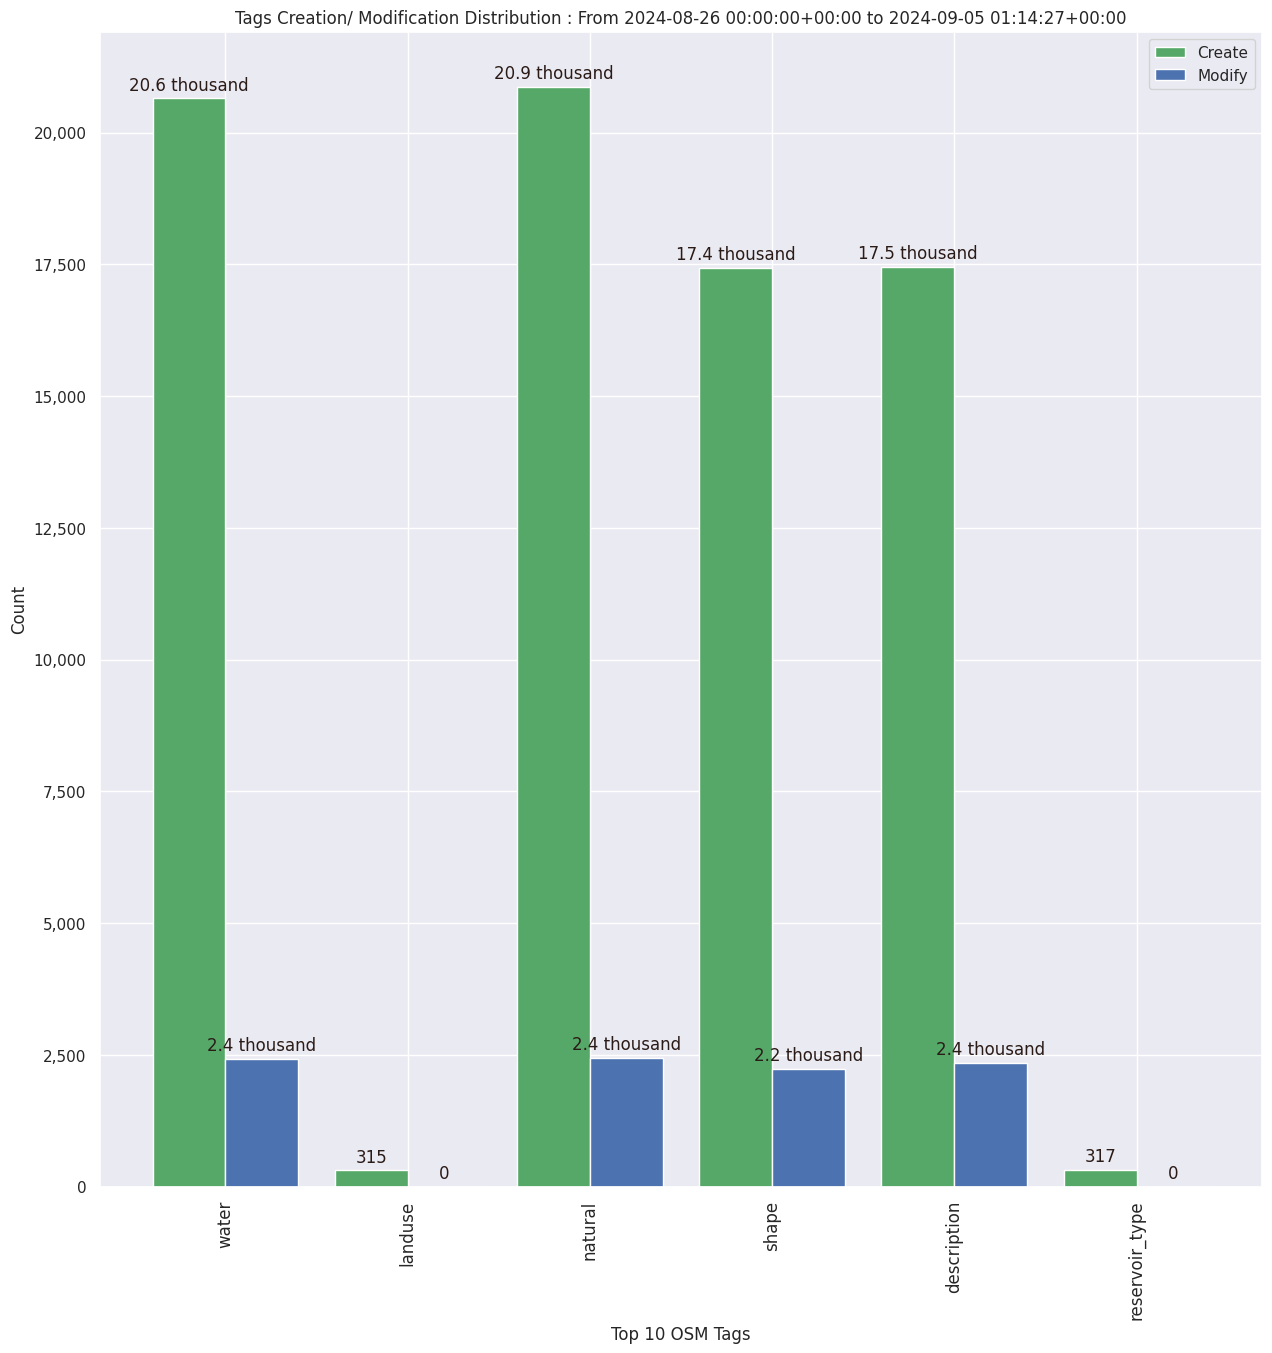 Tags Creation/ Modification Distribution : From 2024-08-26 00:00:00+00:00 to 2024-09-05 01:14:27+00:00
Create
Modify
20.6 thousand
20.9 thousand
17.4 thousand
17.5 thousand
2.4 thousand
2.4 thousand
2.2 thousand
2.4 thousand
315
0
317
0
20,000
17,500
15,000
12,500
10,000
7,500
5,000
2,500
0
Count
water
landuse
natural
shape
description
reservoir_type
Top 10 OSM Tags